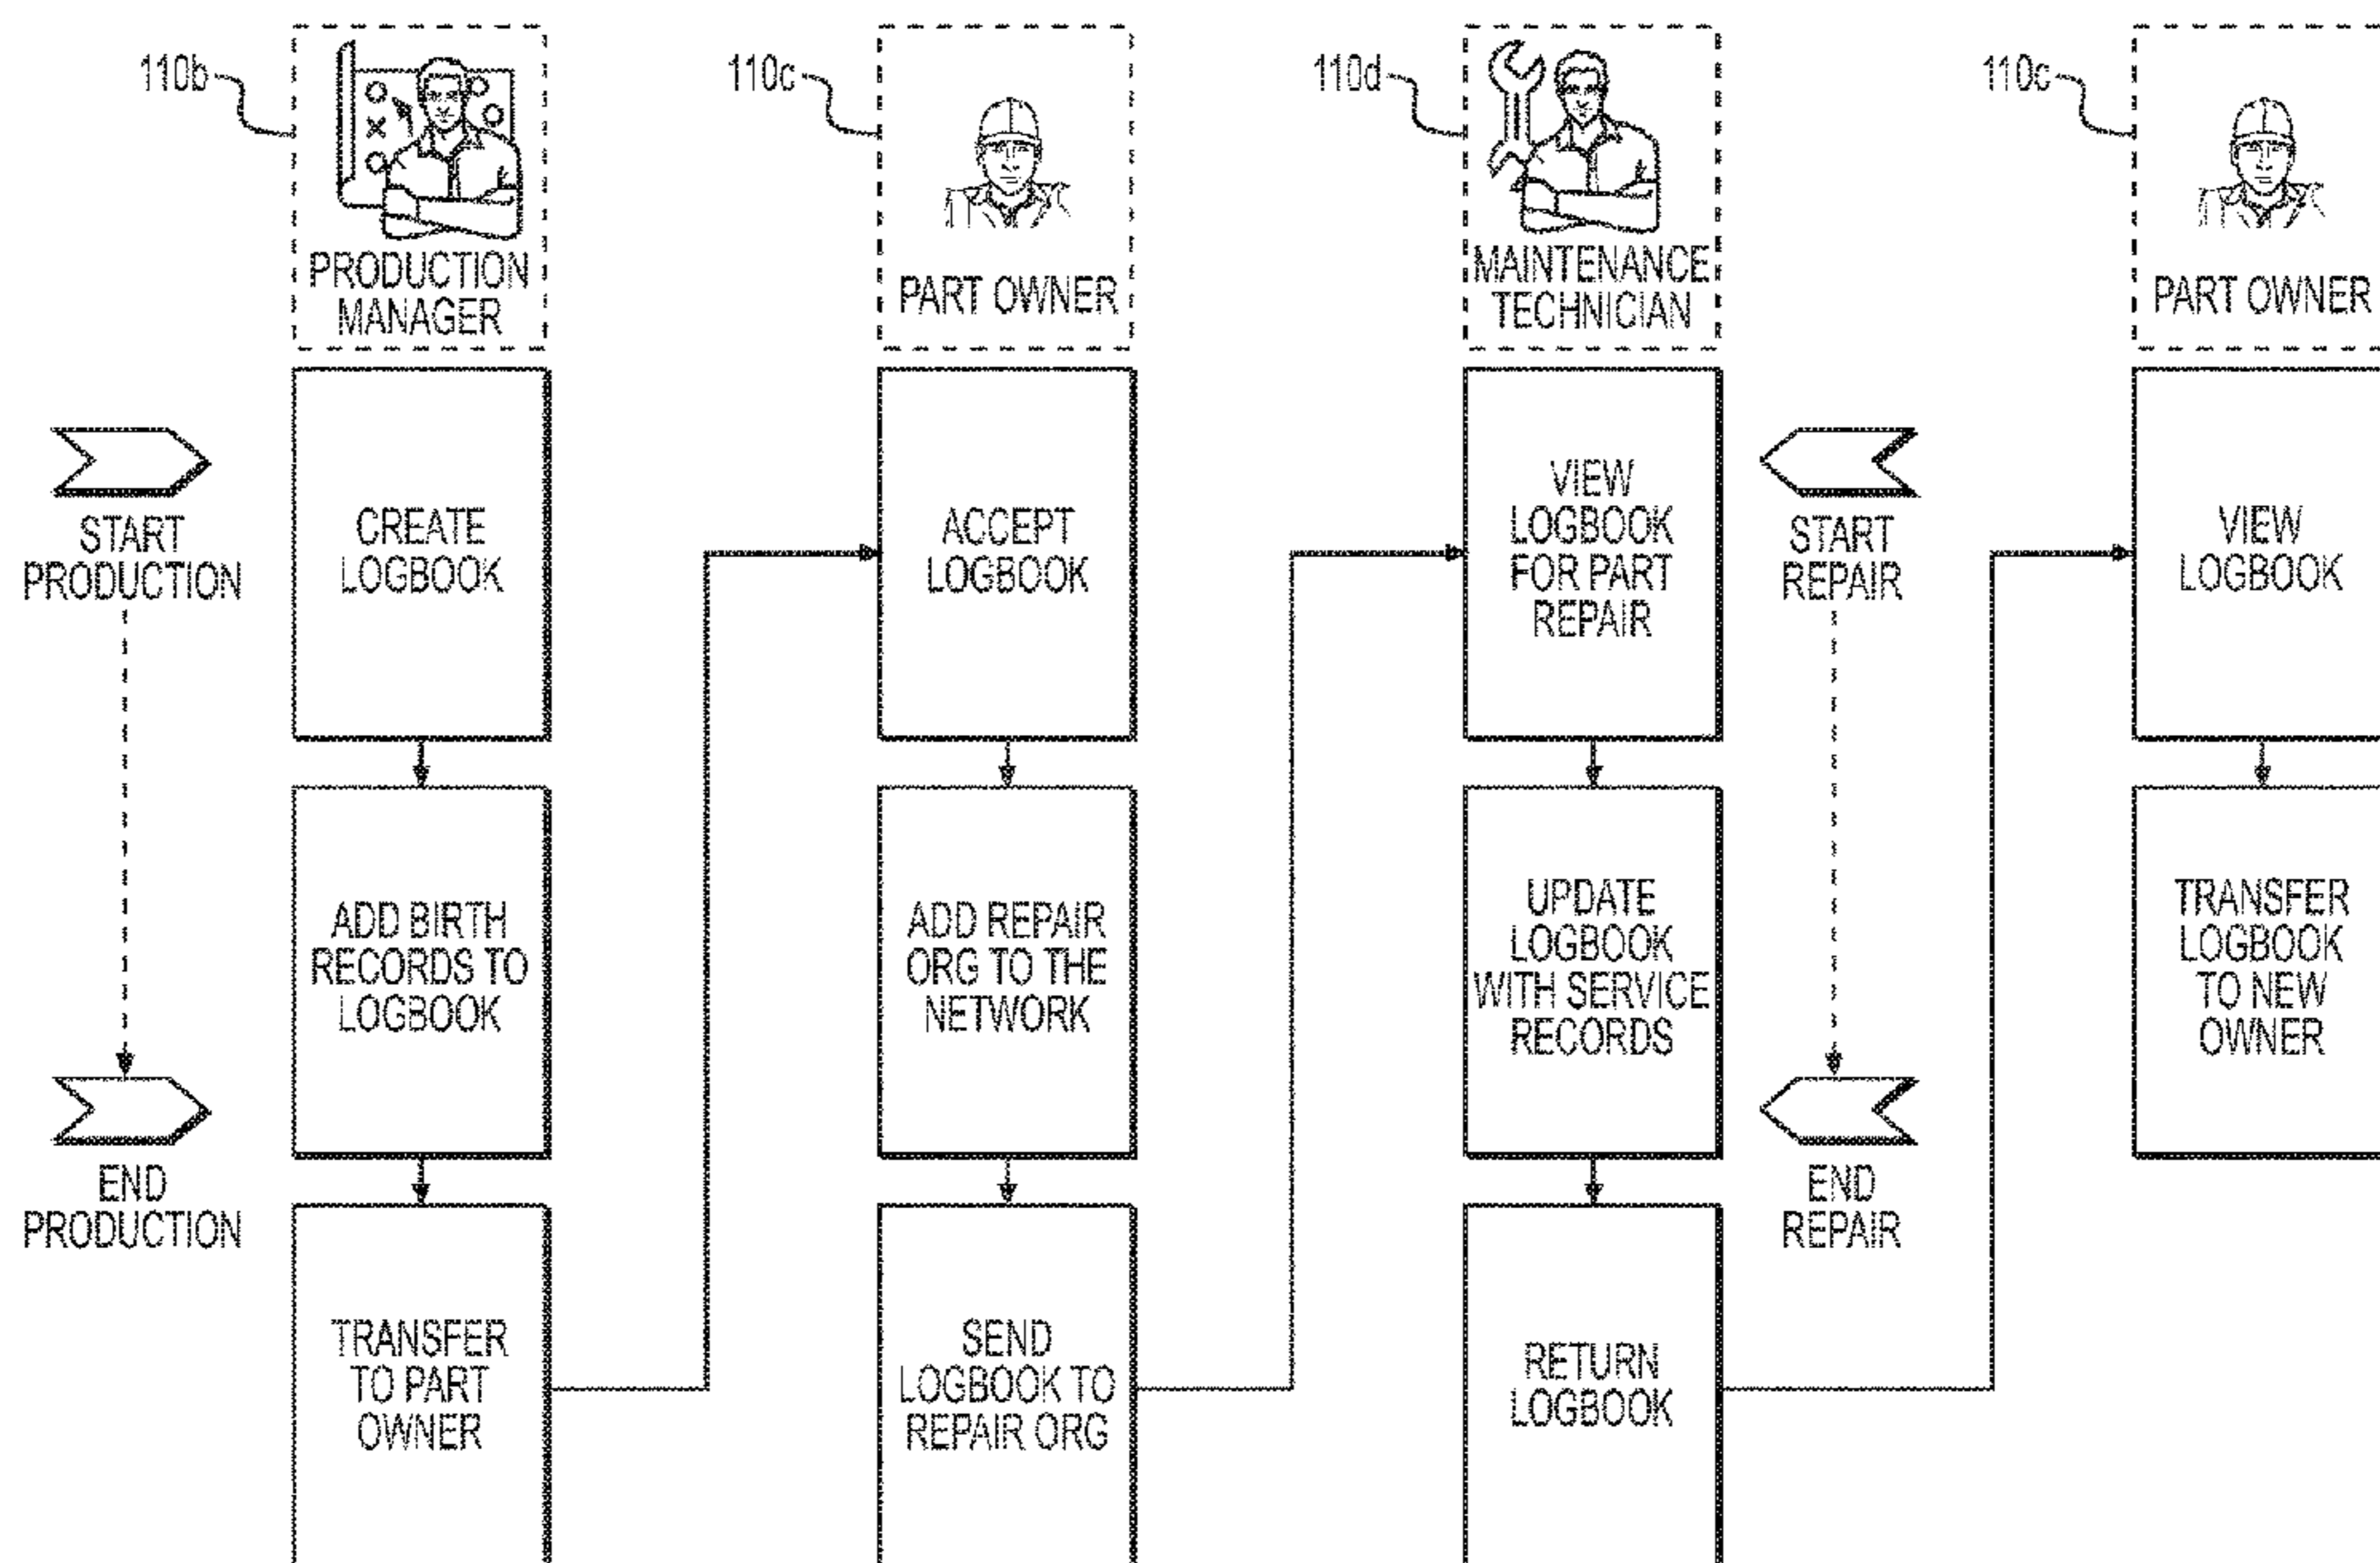 110b
PRODUCTION
MANAGER
110c
PART OWNER
110d
MAINTENANCE
TECHNICIAN
110c
PART OWNER
START
PRODUCTION
END
PRODUCTION
CREATE
LOGBOOK
ADD BIRTH
RECORDS TO
LOGBOOK
TRANSFER
TO PART
OWNER
ACCEPT
LOGBOOK
ADD REPAIR
ORG TO THE
NETWORK
SEND
LOGBOOK TO
REPAIR ORG
VIEW
LOGBOOK
FOR PART
REPAIR
UPDATE
LOGBOOK
WITH SERVICE
RECORDS
RETURN
LOGBOOK
START
REPAIR
END
REPAIR
VIEW
LOGBOOK
TRANSFER
LOGBOOK
TO NEW
OWNER